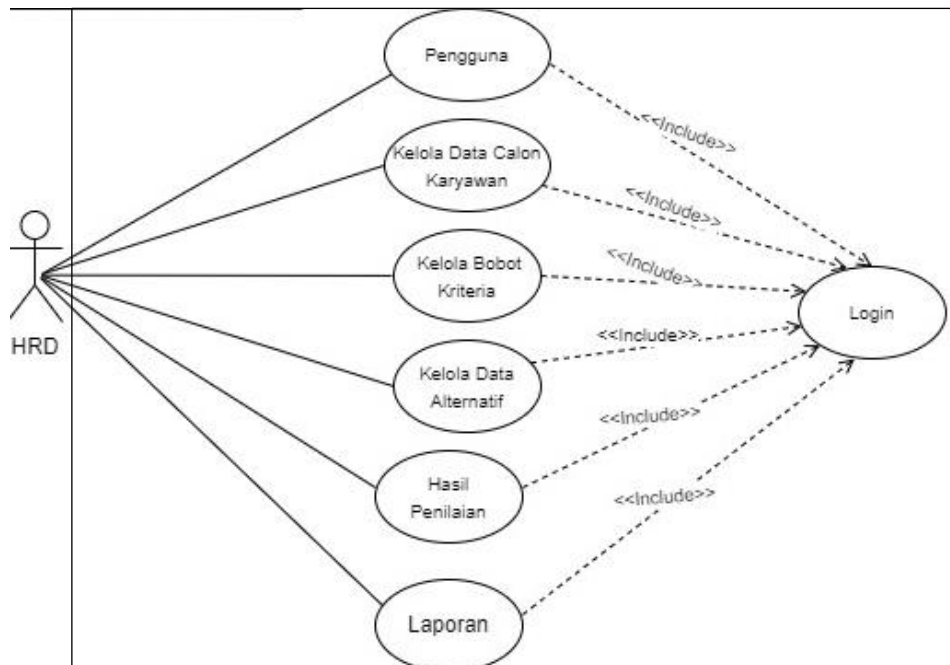 Pengguna
<<Include>>
Kelola Data Calon
Karyawan
<<Include>>
Kelola Bobot
Kriteria
<<Include>>
Login
HRD
Kelola Data
Alternatif
<<Include>>
Hasil
Penilaian
<<Include>>
Laporan
<<Include>>